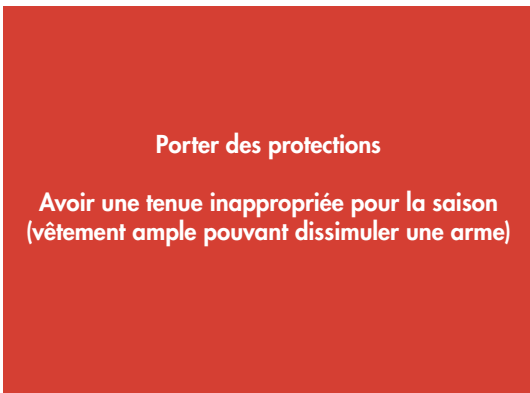 Porter des protections
Avoir une tenue inappropriée pour la saison
(vêtement ample pouvant dissimuler une arme)